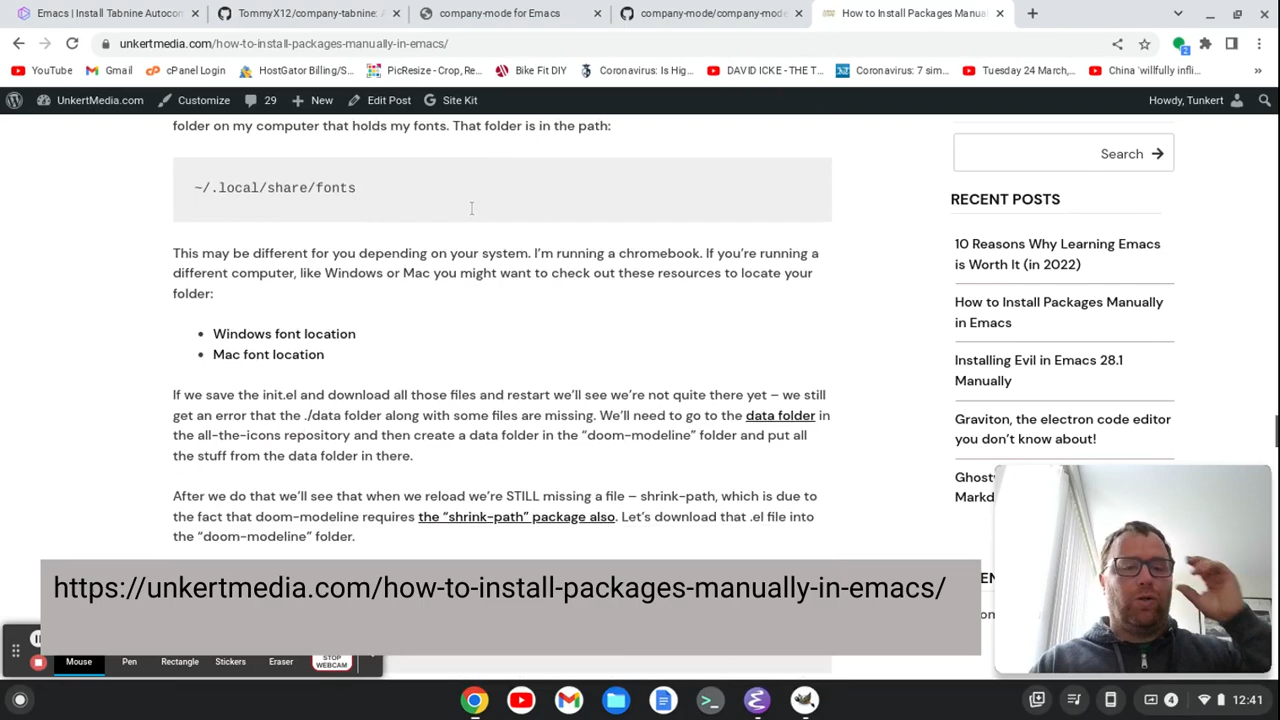 Emacs | Install Tabnine Autocom
TommyX12/company-tabnine: A
company-mode for Emacs
company-mode/company-mode
How to Install Packages Manual
unkertmedia.com/how-to-install-packages-manually-in-emacs/
YouTube
Gmail
cPanel Login
HostGator Billing/S...
PicResize - Crop, Re...
Bike Fit DIY
Coronavirus: Is Hig...
DAVID ICKE - THE T...
Coronavirus: 7 sim...
Tuesday 24 March,...
China 'willfully infli...
»
UnkertMedia.com
Customize
29
New
Edit Post
Site Kit
Howdy, Tunkert
folder on my computer that holds my fonts. That folder is in the path:
~/.local/share/fonts
This may be different for you depending on your system. I'm running a chromebook. If you're running a
different computer, like Windows or Mac you might want to check out these resources to locate your
folder:
• Windows font location
• Mac font location
If we save the init.el and download all those files and restart we'll see we're not quite there yet – we still
get an error that the ./data folder along with some files are missing. We'll need to go to the data folder in
the all-the-icons repository and then create a data folder in the "doom-modeline" folder and put all
the stuff from the data folder in there.
After we do that we'll see that when we reload we're STILL missing a file – shrink-path, which is due to
the fact that doom-modeline requires the "shrink-path" package also. Let's download that .el file into
the "doom-modeline" folder.
Search
RECENT POSTS
10 Reasons Why Learning Emacs
is Worth It (in 2022)
How to Install Packages Manually
in Emacs
Installing Evil in Emacs 28.1
Manually
Graviton, the electron code editor
you don't know about!
https://unkertmedia.com/how-to-install-packages-manually-in-emacs/
Mouse
Pen
Rectangle
Stickers
Eraser
STOP
WEBCAM
4
12:41